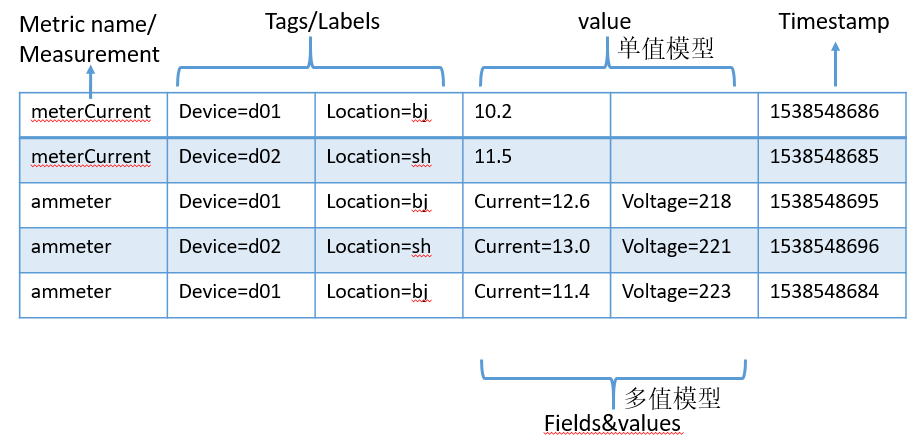 Metric name/
Measurement
Tags/Labels
value
单值模型
Timestamp
meterCurrent Device=d01 Location=bj 10.2 1538548686
meterCurrent Device=d02 Location=sh 11.5 1538548685
ammeter Device=d01 Location=bj Current=12.6 Voltage=218 1538548695
ammeter Device=d02 Location=sh Current=13.0 Voltage=221 1538548696
ammeter Device=d01 Location=bj Current=11.4 Voltage=223 1538548684
多值模型
Fields&values